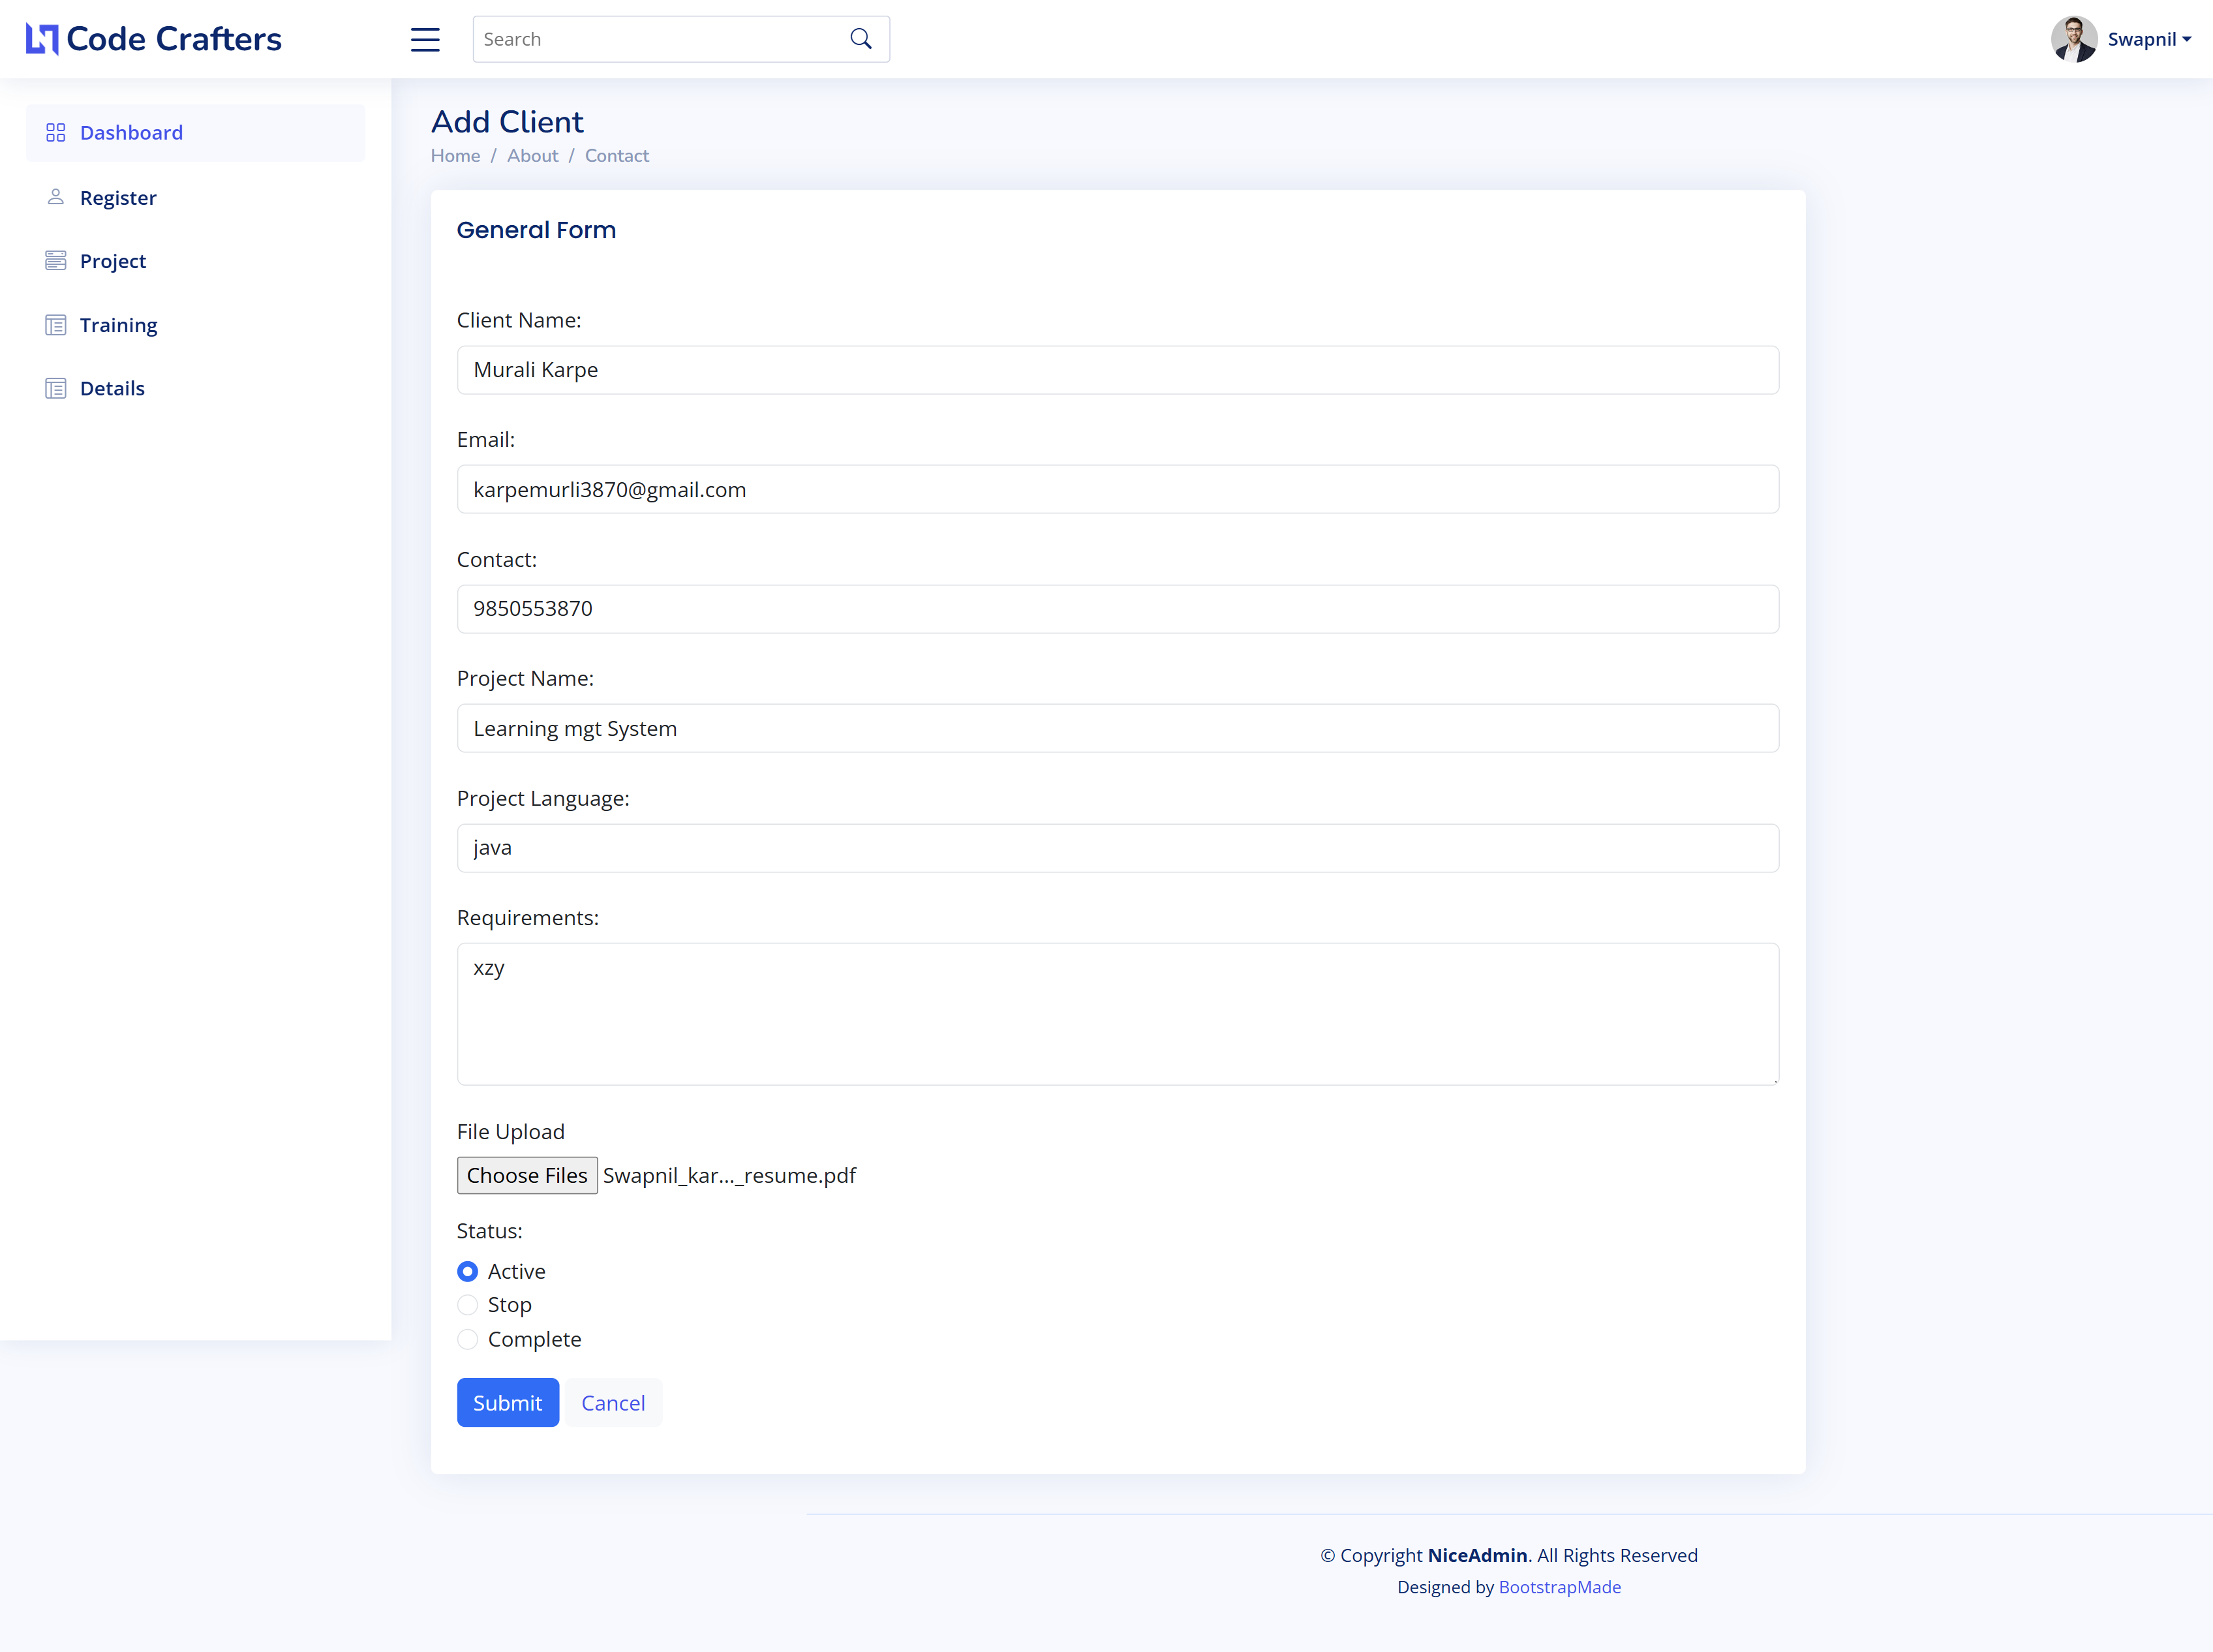 Code Crafters
Search
Swapnil
Dashboard
Register
Project
Training
Details
Add Client
Home / About / Contact
General Form
Client Name:
Murali Karpe
Email:
karpemurli3870@gmail.com
Contact:
9850553870
Project Name:
Learning mgt System
Project Language:
java
Requirements:
xzy
File Upload
Choose Files Swapnil_kar..._resume.pdf
Status:
Active
Stop
Complete
Submit Cancel
© Copyright NiceAdmin. All Rights Reserved
Designed by BootstrapMade